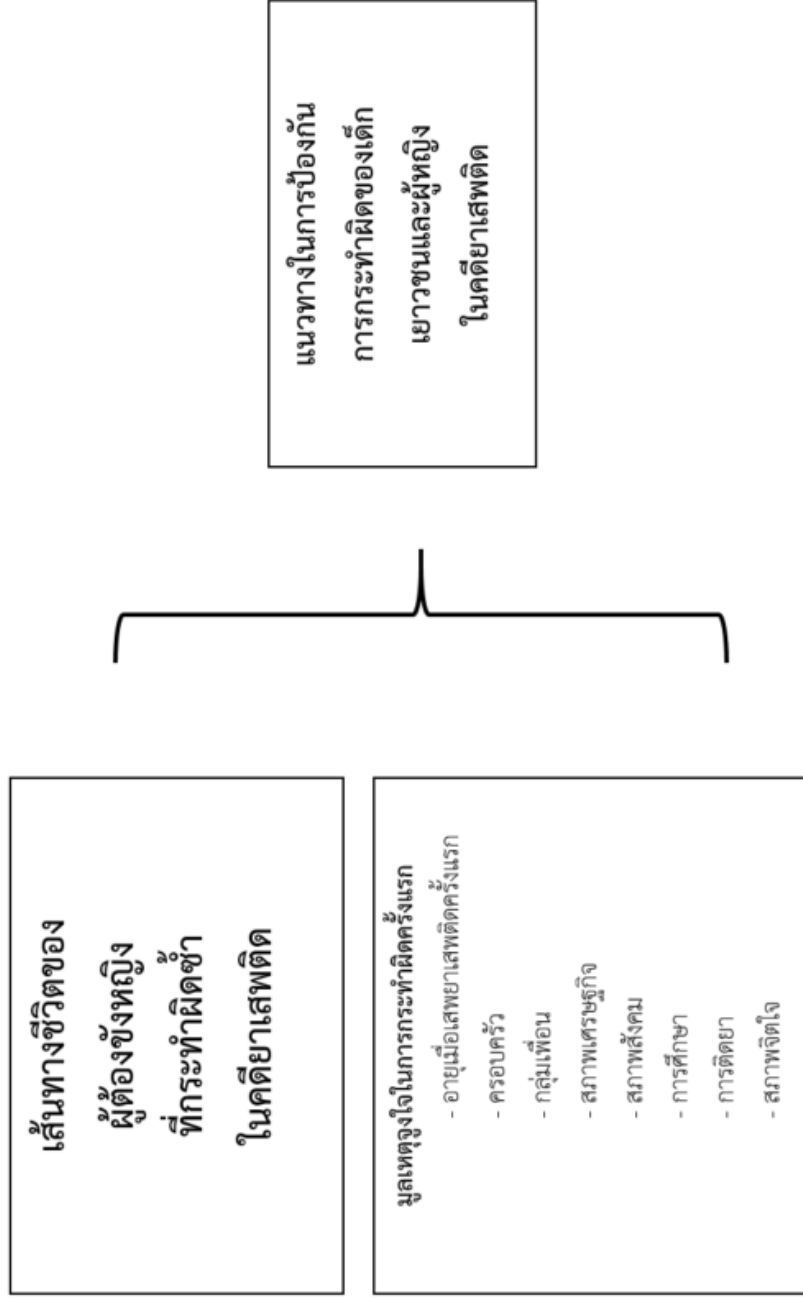 เส้นทางชีวิตของ
ผู้ต้องขังหญิง
ที่กระทำผิดซ้ำ
ในคดียาเสพติด
มูลเหตุจูงใจในการกระทำผิดครั้งแรก
- อายุเมื่อเสพยาเสพติดครั้งแรก
- ครอบครัว
- กลุ่มเพื่อน
- สภาพเศรษฐกิจ
- สภาพสังคม
- การศึกษา
- การติดยา
- สภาพจิตใจ
แนวทางในการป้องกัน
การกระทำผิดของเด็ก
เยาวชนและผู้หญิง
ในคดียาเสพติด